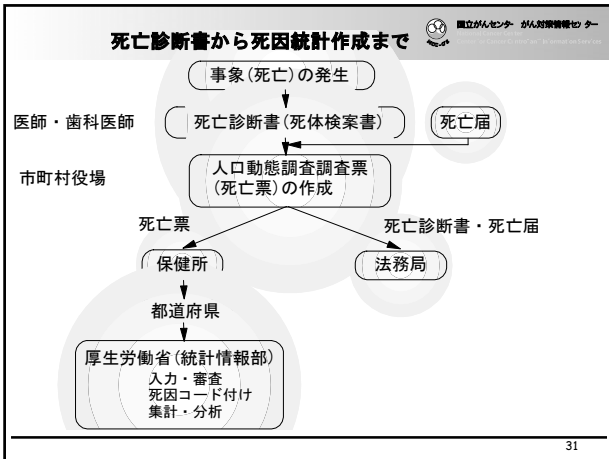 死亡診断書から死因統計作成まで
国立がんセンター がん対策情報センター
事象(死亡)の発生
医師・歯科医師
死亡診断書(死体検案書)
死亡届
市町村役場
人口動態調査調査票
(死亡票)の作成
死亡票
死亡診断書・死亡届
保健所
法務局
都道府県
厚生労働省(統計情報部)
入力・審査
死因コード付け
集計・分析
31